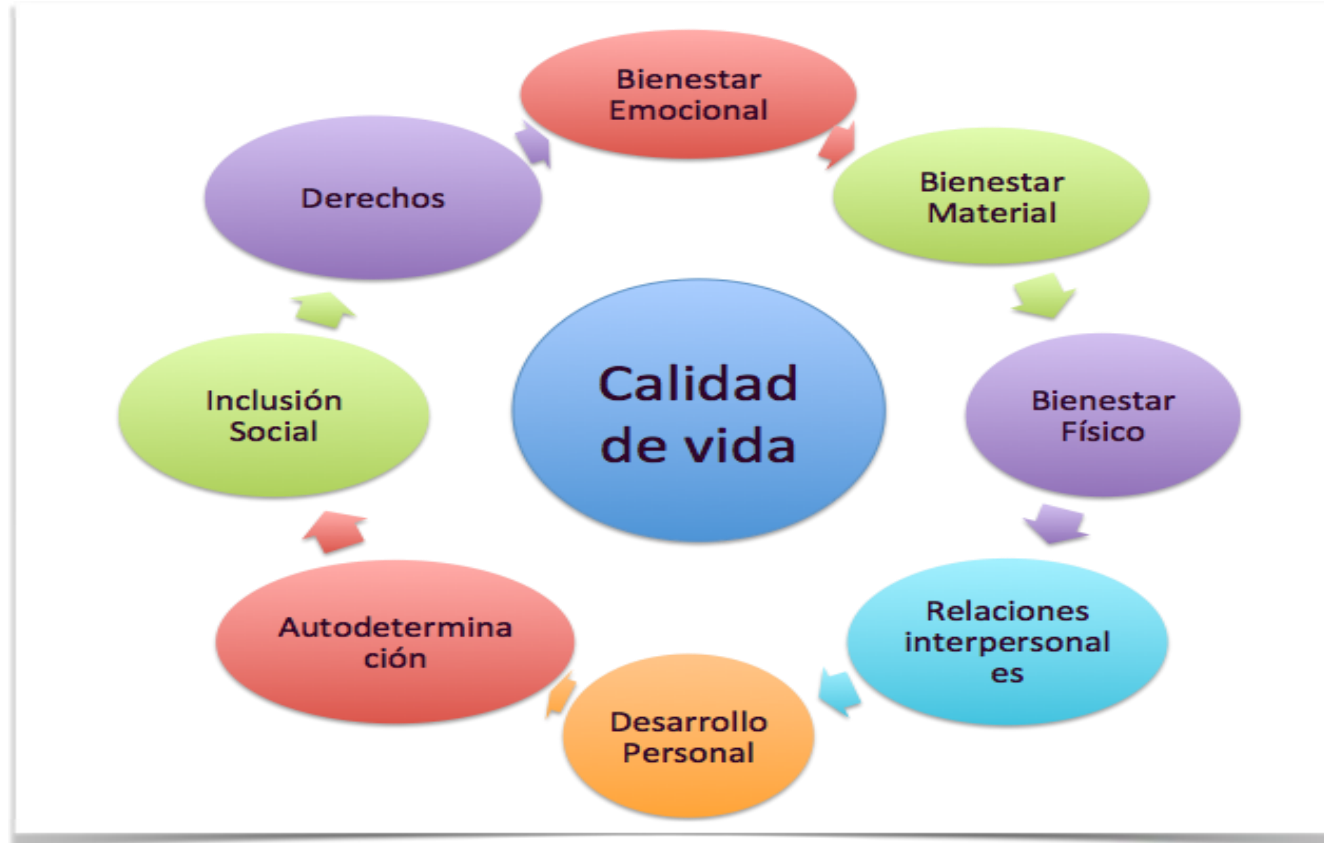 Bienestar
Emocional
Bienestar
Material
Bienestar
Físico
Relaciones
interpersonal
es
Desarrollo
Personal
Autodetermina
ción
Inclusión
Social
Derechos
Calidad
de vida